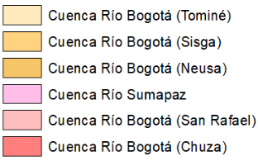 Cuenca Río Bogotá (Tominé)
Cuenca Río Bogotá (Sisga)
Cuenca Río Bogotá (Neusa)
Cuenca Río Sumapaz
Cuenca Río Bogotá (San Rafael)
Cuenca Río Bogotá (Chuza)